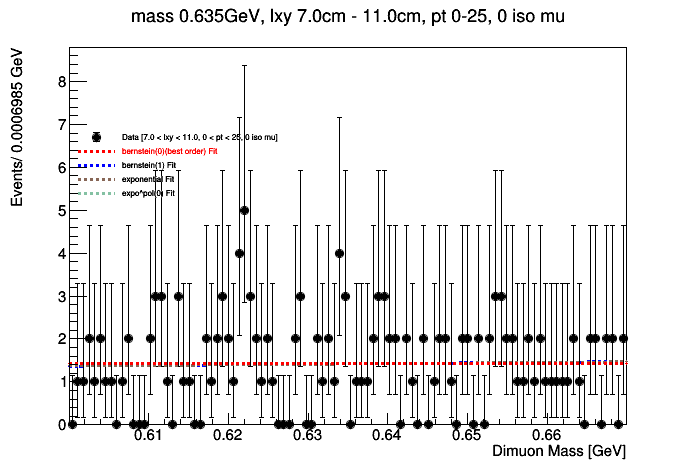 mass 0.635GeV, lxy 7.0cm - 11.0cm, pt 0-25, 0 iso mu
Events/ 0.0006985 GeV
8
7
6
5
4
3
2
1
0
Data [7.0 < lxy < 11.0, 0 < pt < 25, 0 iso mu]
bernstein(0)(best order) Fit
bernstein(1) Fit
exponential Fit
expo^pol(0) Fit
0.61 0.62 0.63 0.64 0.65 0.66
Dimuon Mass [GeV]